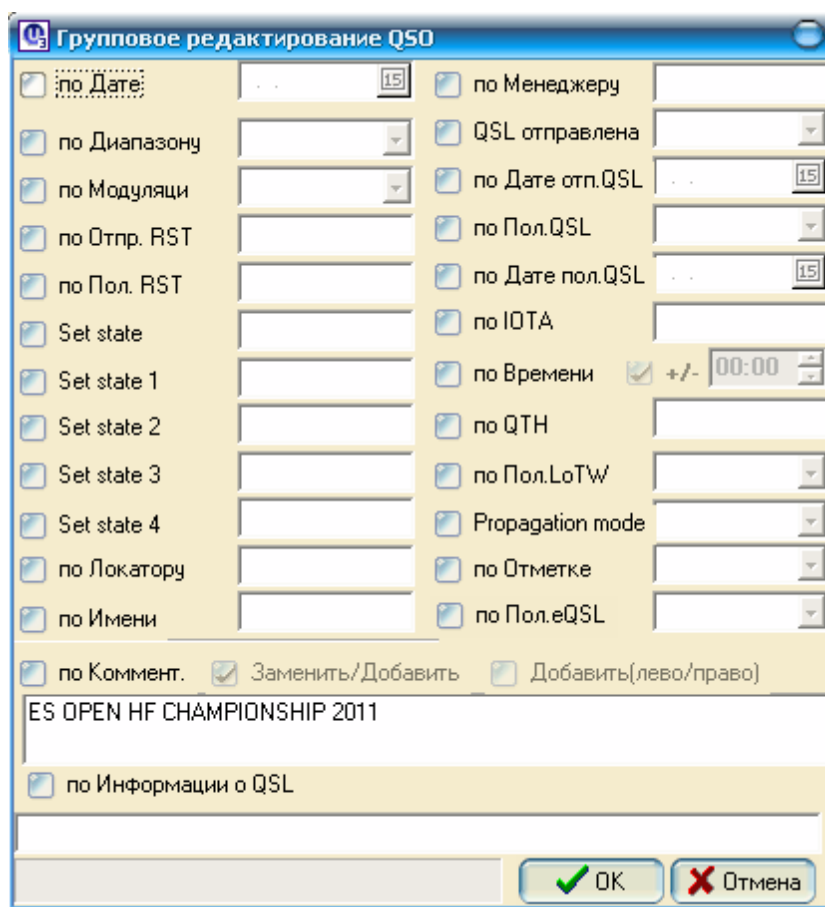 Групповое редактирование QSO
по Дате . . 15 по Менеджеру
по Диапазону QSL отправлена
по Модуляци по Дате отп.QSL . . 15
по Отпр. RST по Пол.QSL
по Пол. RST по Дате пол.QSL . . 15
Set state по IOTA
Set state 1 по Времени +/- 00:00
Set state 2 по QTH
Set state 3 по Пол.LoTW
Set state 4 Propagation mode
по Локатору по Отметке
по Имени по Пол.eQSL
по Коммент. Заменить/Добавить Добавить(лево/право)
ES OPEN HF CHAMPIONSHIP 2011
по Информации о QSL
OK Отмена